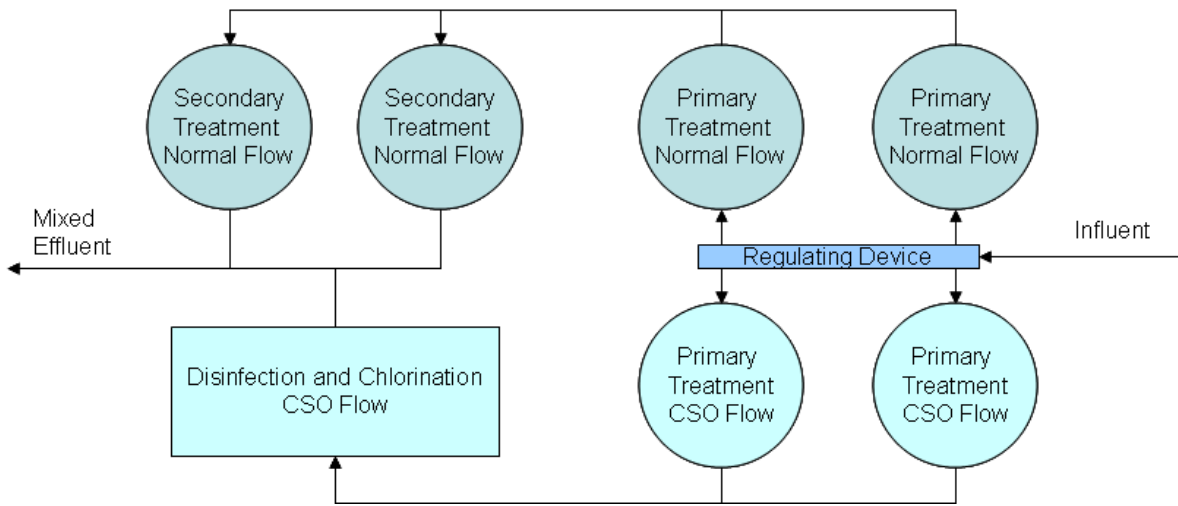 Secondary
Treatment
Normal Flow
Secondary
Treatment
Normal Flow
Primary
Treatment
Normal Flow
Primary
Treatment
Normal Flow
Mixed
Effluent
Regulating Device
Influent
Disinfection and Chlorination
CSO Flow
Primary
Treatment
CSO Flow
Primary
Treatment
CSO Flow